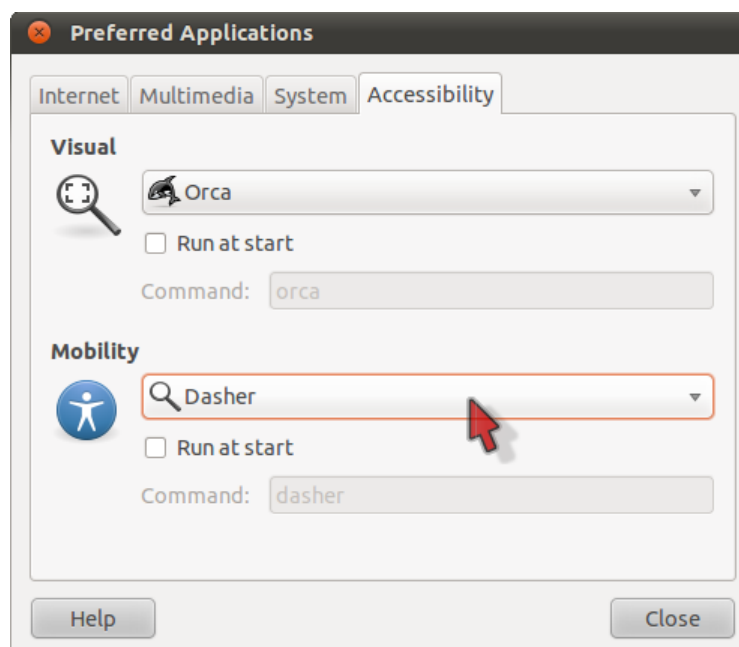 Preferred Applications
Internet Multimedia System Accessibility
Visual
Orca
Run at start
Command: orca
Mobility
Dasher
Run at start
Command: dasher
Help Close